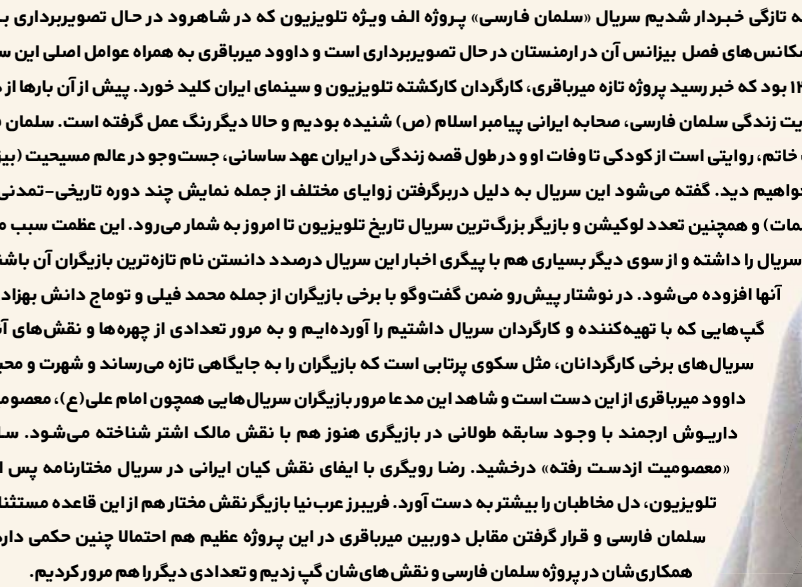 ه تازگی خبردار شدیم سریال «سلمان فارسی» پروژه الف ویژه تلویزیون که در شاهرود در حال تصویربرداری
سکانس‌های فصل بیزانس آن در ارمنستان در حال تصویربرداری است و داوود میرباقری به همراه عوامل اصلی این
بود که خبر رسید پروژه تازه میرباقری، کارگردان کارکشته تلویزیون و سینمای ایران کلید خورد. پیش از آن بارها از
یت زندگی سلمان فارسی، صحابه ایرانی پیامبر اسلام (ص) شنیده بودیم و حالا دیگر رنگ عمل گرفته است. سلمان
خاتم، روایتی است از کودکی تا وفات او و در طول قصه زندگی در ایران عهد ساسانی، جست‌وجو در عالم مسیحیت
خواهیم دید. گفته می‌شود این سریال به دلیل دربرگرفتن زوایای مختلف از جمله نمایش چند دوره تاریخی-تمدنی
مات) و همچنین تعدد لوکیشن و بازیگر بزرگ‌ترین سریال تاریخ تلویزیون تا امروز به شمار می‌رود. این عظمت سبب
سریال را داشته و از سوی دیگر بسیاری هم با پیگری اخبار این سریال درصدد دانستن نام تازه‌ترین بازیگران آن
آنها افزوده می‌شود. در نوشتار پیش‌رو ضمن گفت‌وگو با برخی بازیگران از جمله محمد فیلی و توماج دانش بهزاد
گپ‌هایی که با تهیه‌کننده و کارگردان سریال داشتیم را آورده‌ایم و به مرور تعدادی از چهره‌ها و نقش‌های
سریال‌های برخی کارگردانان، مثل سکوی پرتابی است که بازیگران را به جایگاهی تازه می‌رساند و شهرت و
داوود میرباقری از این دست است و شاهد این مدعا مرور بازیگران سریال‌هایی همچون امام علی(ع)، معصوم
داریوش ارجمند با وجود سابقه طولانی در بازیگری هنوز هم با نقش مالک اشتر شناخته می‌شود.
«معصومیت ازدست رفته» درخشید. رضا رویگری با ایفای نقش کیان ایرانی در سریال مختارنامه پس
تلویزیون، دل مخاطبان را بیشتر به دست آورد. فریبرز عرب‌نیا بازیگر نقش مختار هم از این قاعده مستثنا
سلمان فارسی و قرار گرفتن مقابل دوربین میرباقری در این پروژه عظیم هم احتمالا چنین حکمی دار
همکاری‌شان در پروژه سلمان فارسی و نقش‌های‌شان گپ زدیم و تعدادی دیگر را هم مرور کردیم.